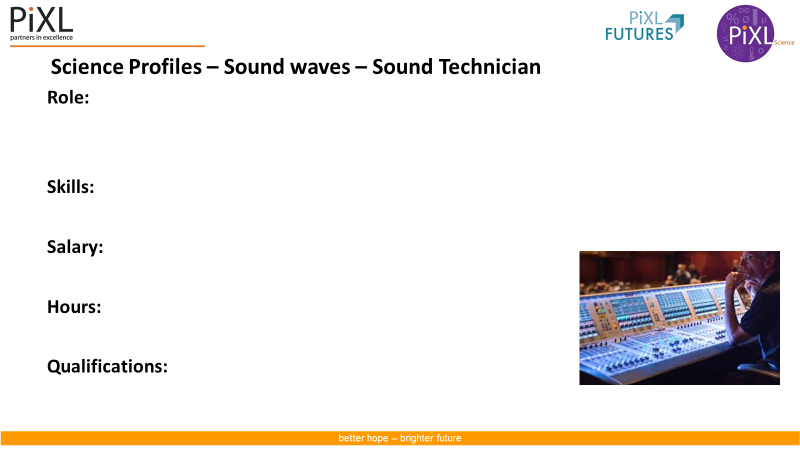 PiXL
partners in excellence
PiXL
FUTURES
PiXL
Science
Science Profiles – Sound waves – Sound Technician
Role:
Skills:
Salary:
Hours:
Qualifications:
better hope – brighter future